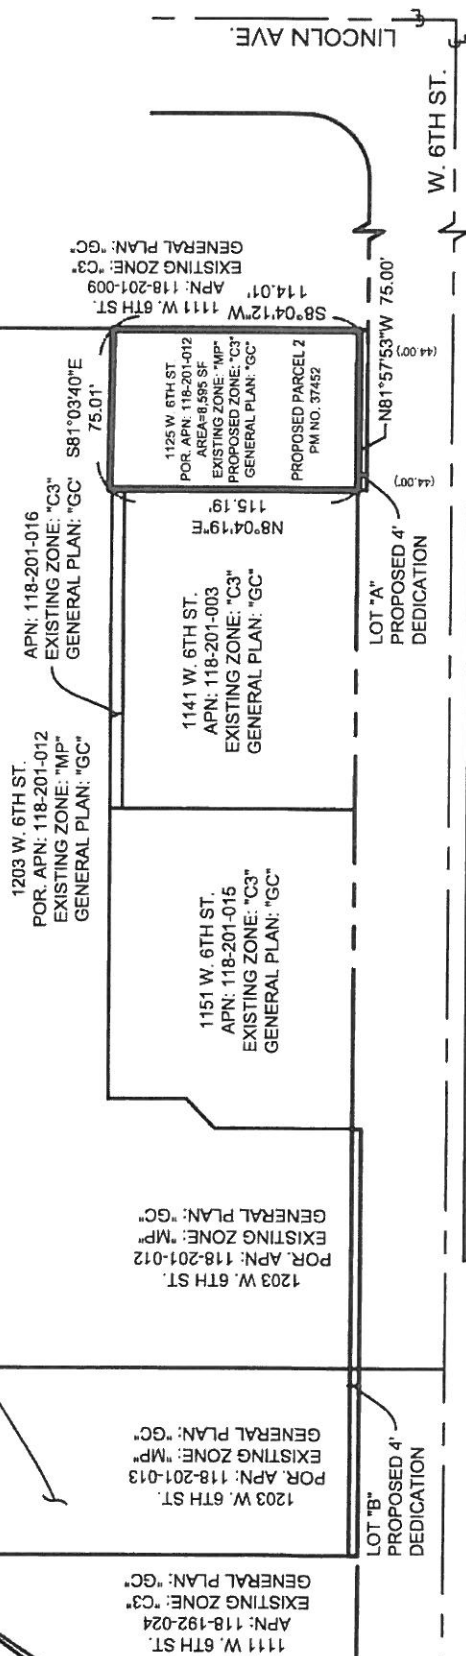 LINCOLN AVE.
W. 6TH ST.
1111 W. 6TH ST.
APN: 118-201-009
EXISTING ZONE: "C3"
GENERAL PLAN: "GC"
S8°04'12"W
114.01'
S81°03'40"E
75.01'
1125 W. 6TH ST
POR. APN: 118-201-012
AREA=8,595 SF
EXISTING ZONE: "MP"
PROPOSED ZONE: "C3"
GENERAL PLAN: "GC"
PROPOSED PARCEL 2
PM NO. 37452
N81°57'53"W 75.00'
(44.00')
(44.00')
N8°04'19"E
115.19'
LOT "A"
PROPOSED 4'
DEDICATION
APN: 118-201-016
EXISTING ZONE: "C3"
GENERAL PLAN: "GC"
1203 W. 6TH ST.
POR. APN: 118-201-012
EXISTING ZONE: "MP"
GENERAL PLAN: "GC"
1141 W. 6TH ST.
APN: 118-201-003
EXISTING ZONE: "C3"
GENERAL PLAN: "GC"
1151 W. 6TH ST.
APN: 118-201-015
EXISTING ZONE: "C3"
GENERAL PLAN: "GC"
1203 W. 6TH ST.
POR. APN: 118-201-012
EXISTING ZONE: "MP"
GENERAL PLAN: "GC"
1203 W. 6TH ST.
POR. APN: 118-201-013
EXISTING ZONE: "MP"
GENERAL PLAN: "GC"
LOT "B"
PROPOSED 4'
DEDICATION
1111 W. 6TH ST.
APN: 118-192-024
EXISTING ZONE: "C3"
GENERAL PLAN: "GC"